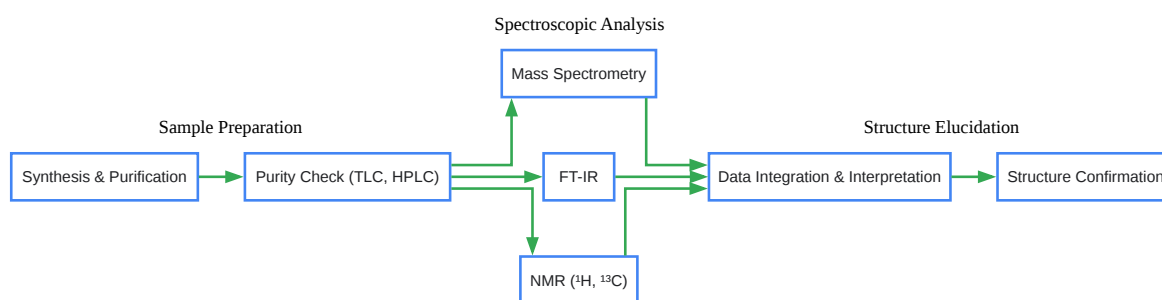 Spectroscopic Analysis
Mass Spectrometry
Sample Preparation
Structure Elucidation
Synthesis & Purification
Purity Check (TLC, HPLC)
FT-IR
Data Integration & Interpretation
Structure Confirmation
NMR (¹H, ¹³C)